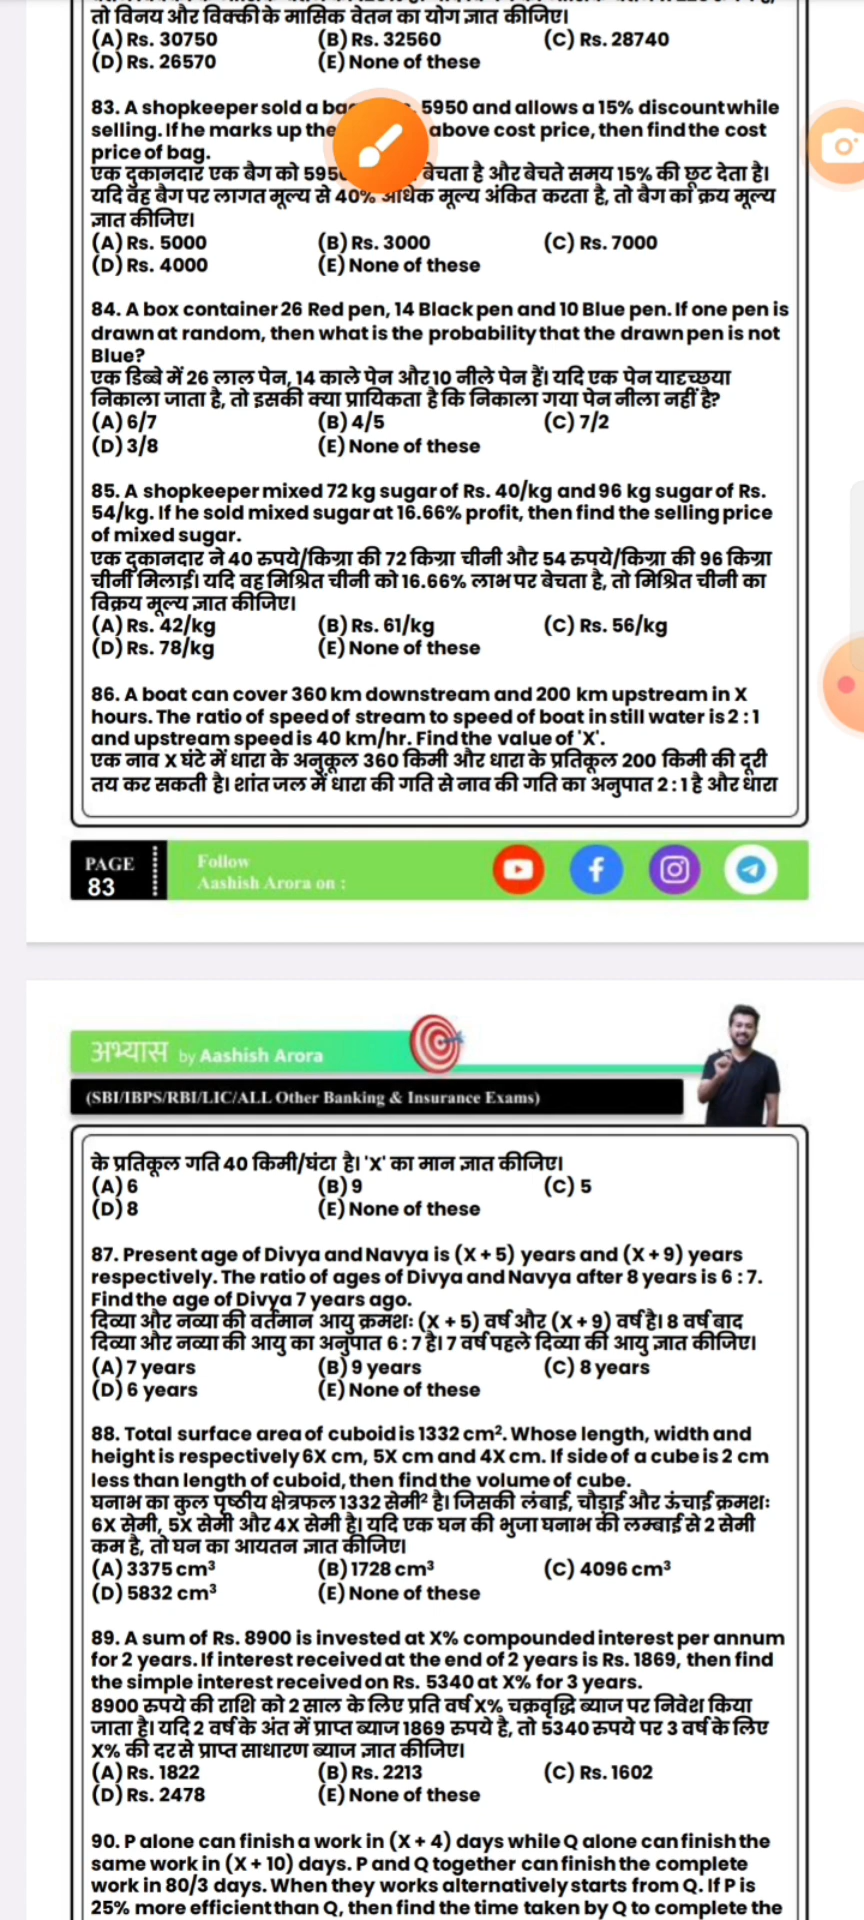 तो विनय और विक्की के मासिक वेतन का योग ज्ञात कीजिए।
(A) Rs. 30750 (B) Rs. 32560 (C) Rs. 28740
(D) Rs. 26570 (E) None of these
83. A shopkeeper sold a 5950 and allows a 15% discount while
selling. If he marks up the above cost price, then find the cost
price of bag.
एक दुकानदार एक बैग को बेचता है और बेचते समय 15% की छूट देता है।
यदि वह बैग पर लागत मूल्य से 40% अधिक मूल्य अंकित करता है, तो बैग का क्रय मूल्य
ज्ञात कीजिए।
(A) Rs. 5000 (B) Rs. 3000 (C) Rs. 7000
(D) Rs. 4000 (E) None of these
84. A box container 26 Red pen, 14 Black pen and 10 Blue pen. If one pen is
drawn at random, then what is the probability that the drawn pen is not
Blue?
एक डिब्बे में 26 लाल पेन, 14 काले पेन और 10 नीले पेन हैं। यदि एक पेन यादृच्छया
निकाला जाता है, तो इसकी क्या प्रायिकता है कि निकाला गया पेन नीला नहीं है?
(A) 6/7 (B) 4/5 (C) 7/2
(D) 3/8 (E) None of these
85. A shopkeeper mixed 72 kg sugar of Rs. 40/kg and 96 kg sugar of Rs.
54/kg. If he sold mixed sugar at 16.66% profit, then find the selling price
of mixed sugar.
एक दुकानदार ने 40 रुपये/किग्रा की 72 किग्रा चीनी और 54 रुपये/किग्रा की 96 किग्रा
चीनी मिलाई। यदि वह मिश्रित चीनी को 16.66% लाभ पर बेचता है, तो मिश्रित चीनी का
विक्रय मूल्य ज्ञात कीजिए।
(A) Rs. 42/kg (B) Rs. 61/kg (C) Rs. 56/kg
(D) Rs. 78/kg (E) None of these
86. A boat can cover 360 km downstream and 200 km upstream in X
hours. The ratio of speed of stream to speed of boat in still water is 2 : 1
and upstream speed is 40 km/hr. Find the value of 'X'.
एक नाव X घंटे में धारा के अनुकूल 360 किमी और धारा के प्रतिकूल 200 किमी की दूरी
तय कर सकती है। शांत जल में धारा की गति से नाव की गति का अनुपात 2 : 1 है और धारा
PAGE
83
Follow
Aashish Arora on :
अभ्यास by Aashish Arora
(SBI/IBPS/RBI/LIC/ALL Other Banking & Insurance Exams)
के प्रतिकूल गति 40 किमी/घंटा है। 'X' का मान ज्ञात कीजिए।
(A) 6 (B) 9 (C) 5
(D) 8 (E) None of these
87. Present age of Divya and Navya is (X + 5) years and (X + 9) years
respectively. The ratio of ages of Divya and Navya after 8 years is 6 : 7.
Find the age of Divya 7 years ago.
दिव्या और नव्या की वर्तमान आयु क्रमशः (X + 5) वर्ष और (X + 9) वर्ष है। 8 वर्ष बाद
दिव्या और नव्या की आयु का अनुपात 6 : 7 है। 7 वर्ष पहले दिव्या की आयु ज्ञात कीजिए।
(A) 7 years (B) 9 years (C) 8 years
(D) 6 years (E) None of these
88. Total surface area of cuboid is 1332 cm². Whose length, width and
height is respectively 6X cm, 5X cm and 4X cm. If side of a cube is 2 cm
less than length of cuboid, then find the volume of cube.
घनाभ का कुल पृष्ठीय क्षेत्रफल 1332 सेमी² है। जिसकी लंबाई, चौड़ाई और ऊंचाई क्रमशः
6X सेमी, 5X सेमी और 4X सेमी है। यदि एक घन की भुजा घनाभ की लम्बाई से 2 सेमी
कम है, तो घन का आयतन ज्ञात कीजिए।
(A) 3375 cm³ (B) 1728 cm³ (C) 4096 cm³
(D) 5832 cm³ (E) None of these
89. A sum of Rs. 8900 is invested at X% compounded interest per annum
for 2 years. If interest received at the end of 2 years is Rs. 1869, then find
the simple interest received on Rs. 5340 at X% for 3 years.
8900 रुपये की राशि को 2 साल के लिए प्रति वर्ष X% चक्रवृद्धि ब्याज पर निवेश किया
जाता है। यदि 2 वर्ष के अंत में प्राप्त ब्याज 1869 रुपये है, तो 5340 रुपये पर 3 वर्ष के लिए
X% की दर से प्राप्त साधारण ब्याज ज्ञात कीजिए।
(A) Rs. 1822 (B) Rs. 2213 (C) Rs. 1602
(D) Rs. 2478 (E) None of these
90. P alone can finish a work in (X + 4) days while Q alone can finish the
same work in (X + 10) days. P and Q together can finish the complete
work in 80/3 days. When they works alternatively starts from Q. If P is
25% more efficient than Q, then find the time taken by Q to complete the